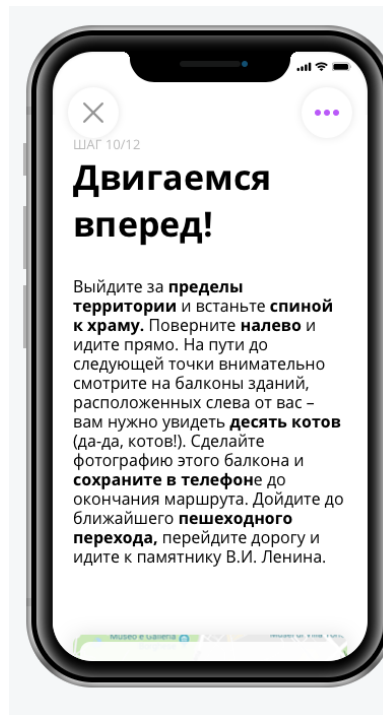 ШАГ 10/12
Двигаемся
вперед!
Выйдите за пределы
территории и встаньте спиной
к храму. Поверните налево и
идите прямо. На пути до
следующей точки внимательно
смотрите на балконы зданий,
расположенных слева от вас –
вам нужно увидеть десять котов
(да-да, котов!). Сделайте
фотографию этого балкона и
сохраните в телефоне до
окончания маршрута. Дойдите до
ближайшего пешеходного
перехода, перейдите дорогу и
идите к памятнику В.И. Ленина.
Museo e Galleria